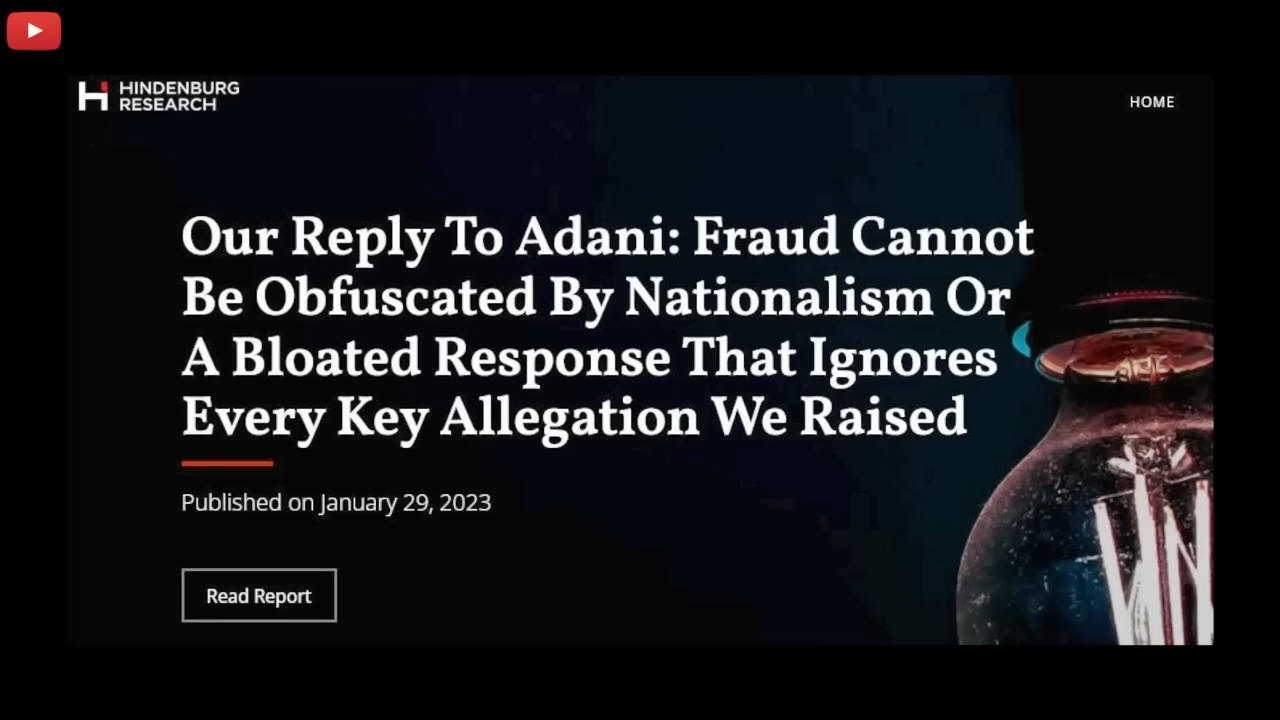 HINDENBURG
RESEARCH
HOME
Our Reply To Adani: Fraud Cannot
Be Obfuscated By Nationalism Or
A Bloated Response That Ignores
Every Key Allegation We Raised
Published on January 29, 2023
Read Report